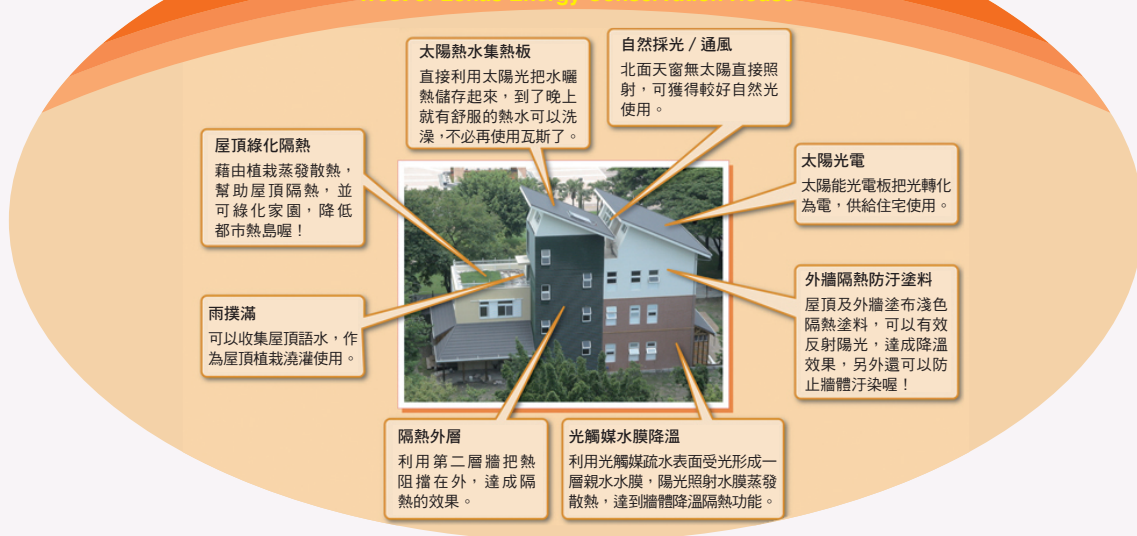 太陽熱水集熱板
直接利用太陽光把水曬
熱儲存起來，到了晚上
就有舒服的熱水可以洗
澡，不必再使用瓦斯了。
自然採光 / 通風
北面天窗無太陽直接照
射，可獲得較好自然光
使用。
屋頂綠化隔熱
藉由植栽蒸發散熱，
幫助屋頂隔熱，並
可綠化家園，降低
都市熱島喔！
太陽光電
太陽能光電板把光轉化
為電，供給住宅使用。
雨撲滿
可以收集屋頂語水，作
為屋頂植栽澆灌使用。
外牆隔熱防汙塗料
屋頂及外牆塗布淺色
隔熱塗料，可以有效
反射陽光，達成降溫
效果，另外還可以防
止牆體汙染喔！
隔熱外層
利用第二層牆把熱
阻擋在外，達成隔
熱的效果。
光觸媒水膜降溫
利用光觸媒疏水表面受光形成一
層親水水膜，陽光照射水膜蒸發
散熱，達到牆體降溫隔熱功能。